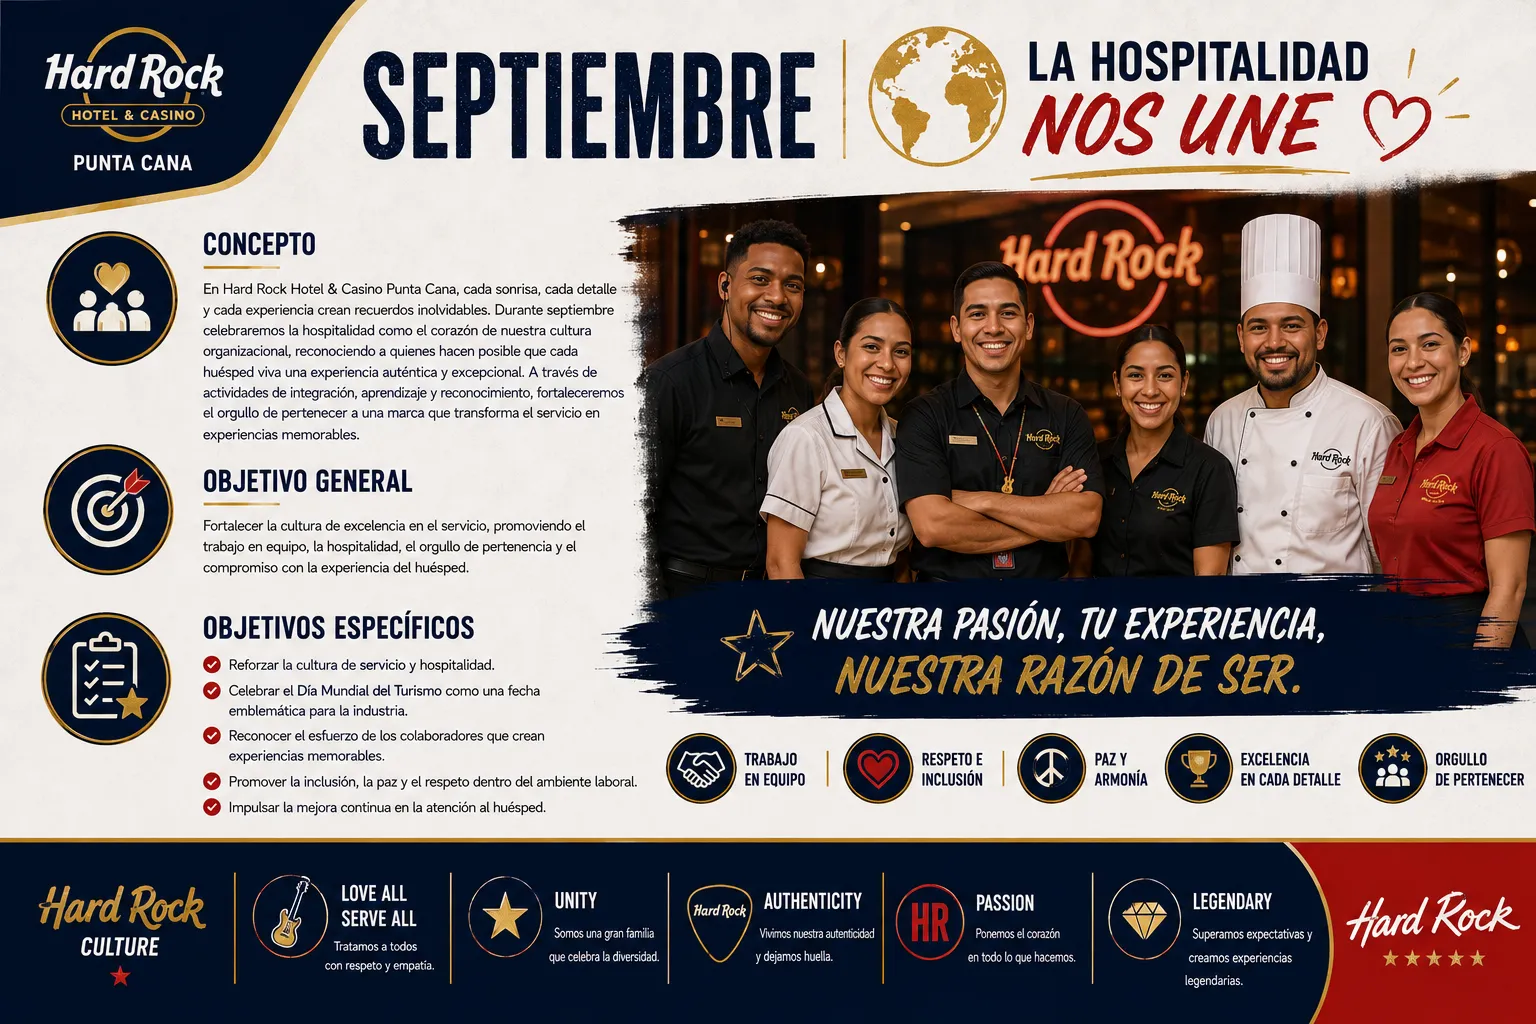 Hard Rock
HOTEL & CASINO
PUNTA CANA
SEPTIEMBRE
LA HOSPITALIDAD
NOS UNE
CONCEPTO
En Hard Rock Hotel & Casino Punta Cana, cada sonrisa, cada detalle
y cada experiencia crean recuerdos inolvidables. Durante septiembre
celebraremos la hospitalidad como el corazón de nuestra cultura
organizacional, reconociendo a quienes hacen posible que cada
huésped viva una experiencia auténtica y excepcional. A través de
actividades de integración, aprendizaje y reconocimiento, fortaleceremos
el orgullo de pertenecer a una marca que transforma el servicio en
experiencias memorables.
OBJETIVO GENERAL
Fortalecer la cultura de excelencia en el servicio, promoviendo el
trabajo en equipo, la hospitalidad, el orgullo de pertenencia y el
compromiso con la experiencia del huésped.
OBJETIVOS ESPECÍFICOS
Reforzar la cultura de servicio y hospitalidad.
Celebrar el Día Mundial del Turismo como una fecha
emblemática para la industria.
Reconocer el esfuerzo de los colaboradores que crean
experiencias memorables.
Promover la inclusión, la paz y el respeto dentro del ambiente laboral.
Impulsar la mejora continua en la atención al huésped.
Hard Rock
Hard Rock
Hard Rock
Hard Rock
Hard Rock
NUESTRA PASIÓN, TU EXPERIENCIA,
NUESTRA RAZÓN DE SER.
TRABAJO
EN EQUIPO
RESPETO E
INCLUSIÓN
PAZ Y
ARMONÍA
EXCELENCIA
EN CADA DETALLE
ORGULLO
DE PERTENECER
Hard Rock
CULTURE
LOVE ALL
SERVE ALL
Tratamos a todos
con respeto y empatía.
UNITY
Somos una gran familia
que celebra la diversidad.
Hard Rock
AUTHENTICITY
Vivimos nuestra autenticidad
y dejamos huella.
HR
PASSION
Ponemos el corazón
en todo lo que hacemos.
LEGENDARY
Superamos expectativas y
creamos experiencias
legendarias.
Hard Rock